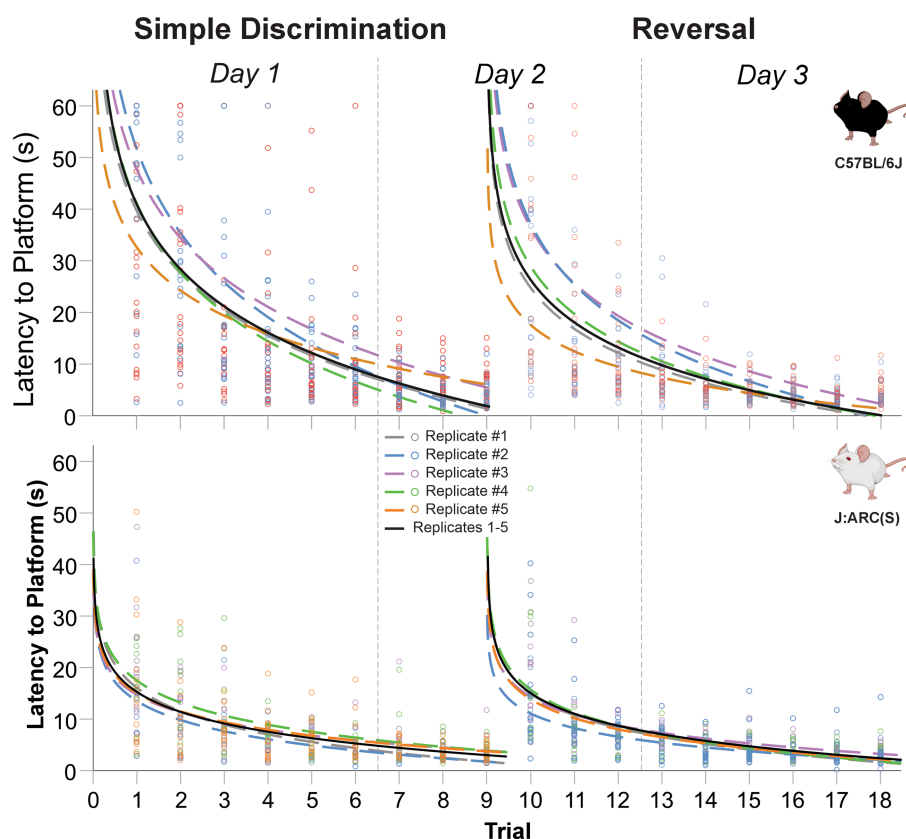 Simple Discrimination
Reversal
Day 1
Day 2
Day 3
Latency to Platform (s)
60
50
40
30
20
10
0
C57BL/6J
Replicate #1
Replicate #2
Replicate #3
Replicate #4
Replicate #5
Replicates 1-5
J:ARC(S)
Latency to Platform (s)
60
50
40
30
20
10
0
0 1 2 3 4 5 6 7 8 9 10 11 12 13 14 15 16 17 18
Trial